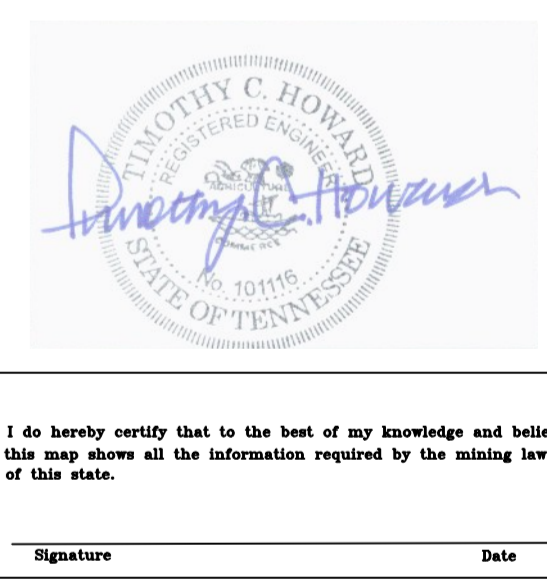 TIMOTHY C. HOWARD
REGISTERED ENGINEER
AGRICULTURE
COMMERCE
No. 101116
STATE OF TENNESSEE
Timothy C. Howard
I do hereby certify that to the best of my knowledge and belie
this map shows all the information required by the mining law
of this state.
Signature Date